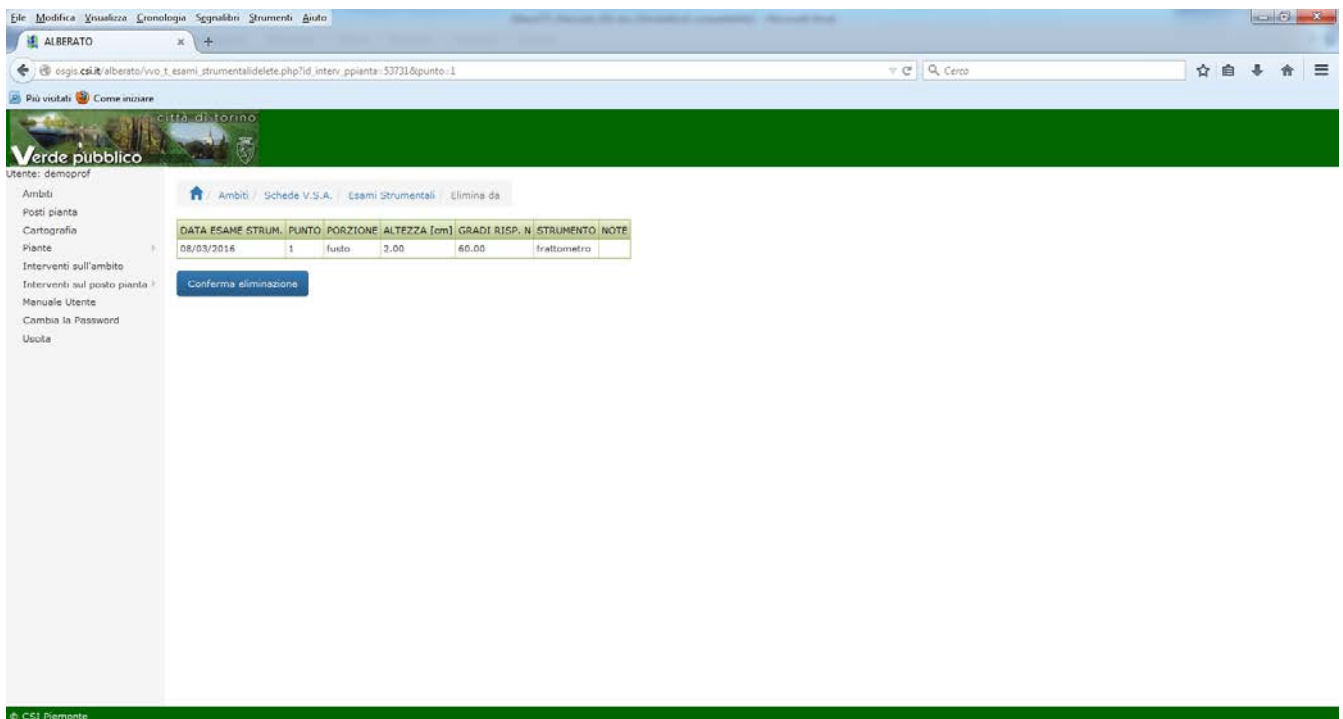 File Modifica Visualizza Cronologia Segnalibri Strumenti Aiuto
ALBERATO × +
osgis.csi.it/alberato/vvo_t_esami_strumentalidelete.php?id_interv_ppianta=53731&punto=1
Cerca
Più visitati Come iniziare
città di torino
Verde pubblico
Utente: demoprof
Ambiti
Posti pianta
Cartografia
Piante
Interventi sull'ambito
Interventi sul posto pianta
Manuale Utente
Cambia la Password
Uscita
/ Ambiti / Schede V.S.A. / Esami Strumentali / Elimina da
DATA ESAME STRUM. PUNTO PORZIONE ALTEZZA [cm] GRADI RISP. N STRUMENTO NOTE
08/03/2016 1 fusto 2.00 60.00 frattometro
Conferma eliminazione
© CSI Piemonte